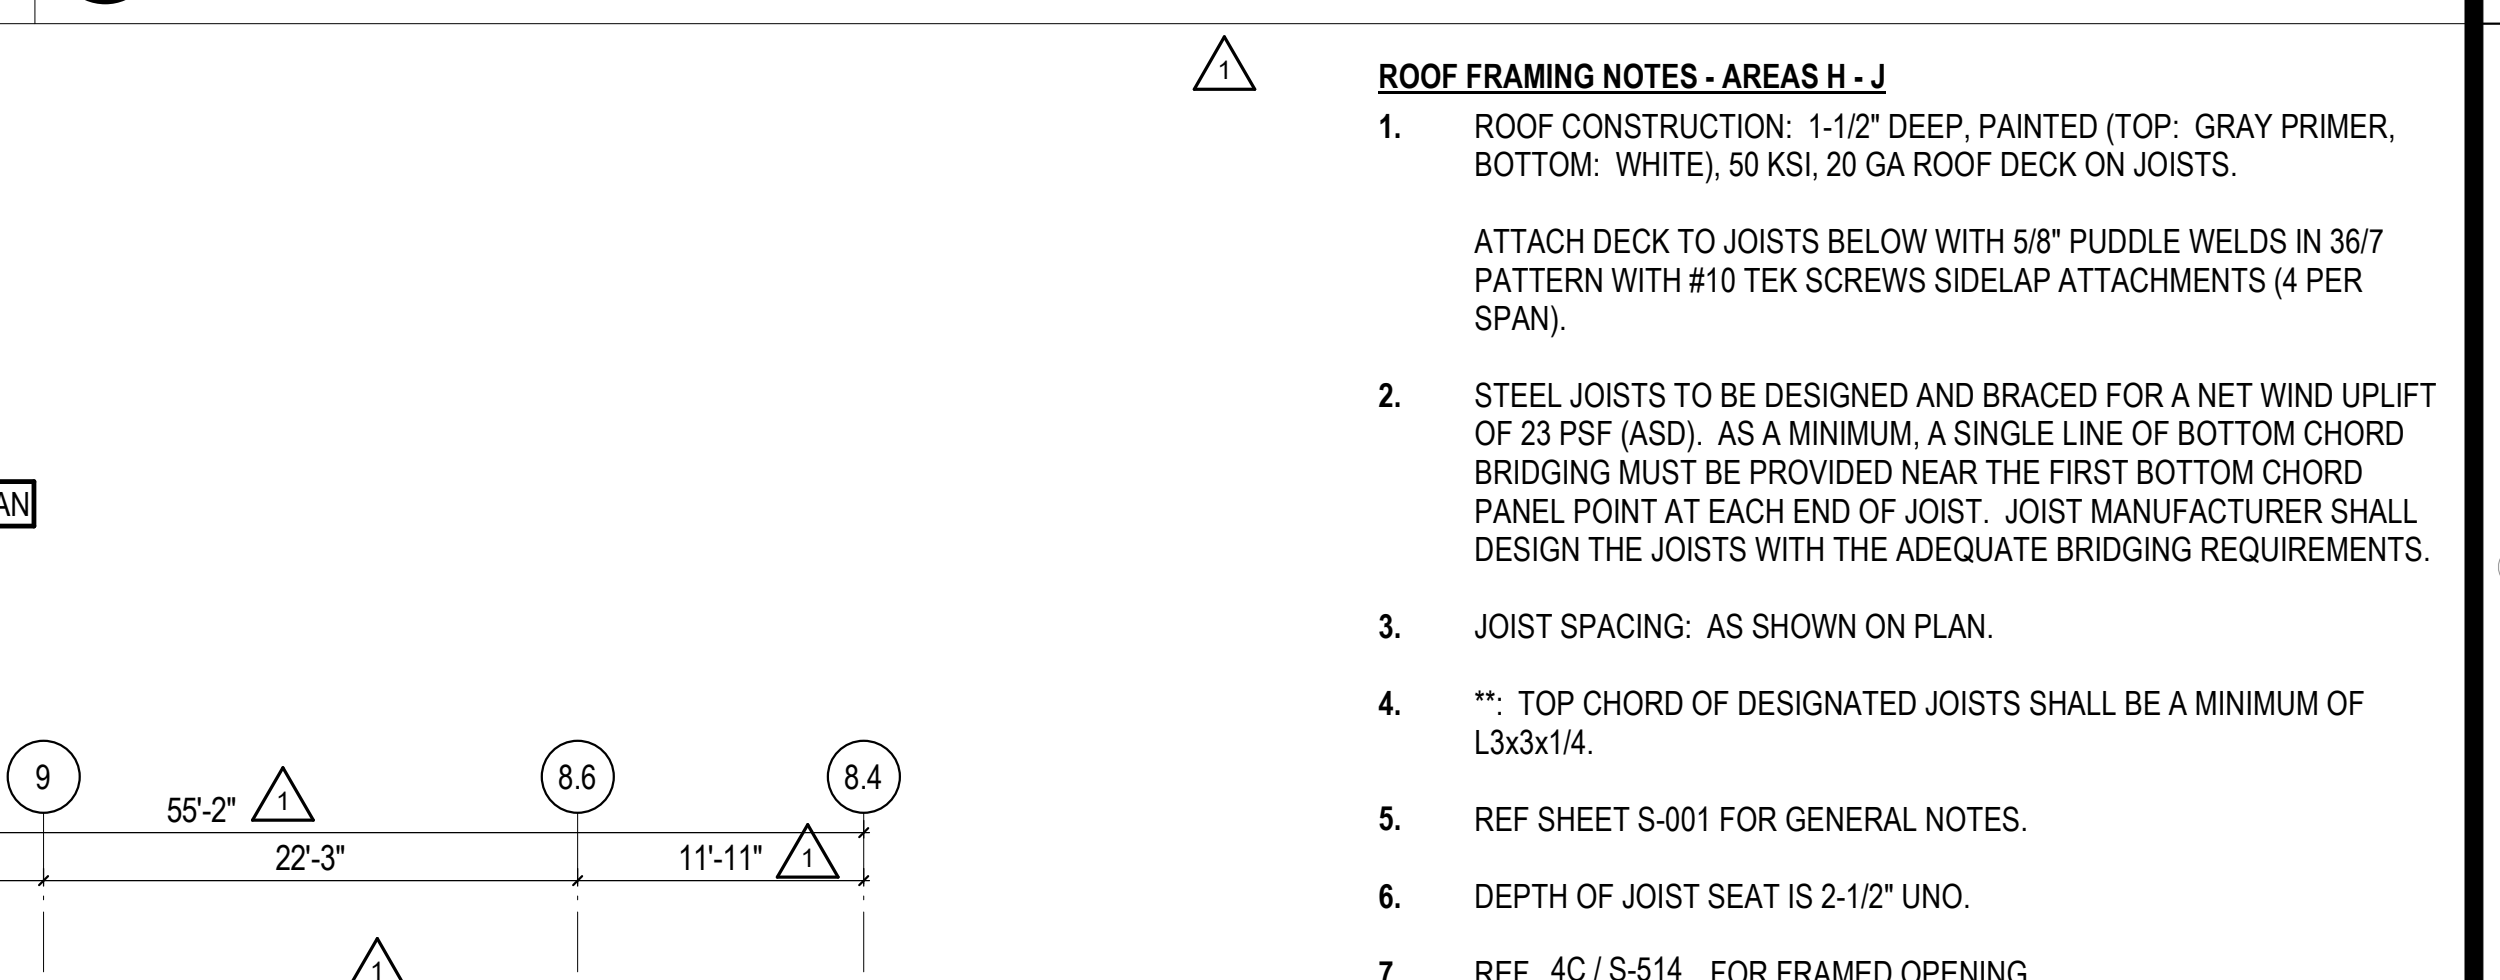 1
ROOF FRAMING NOTES - AREAS H - J
1. ROOF CONSTRUCTION: 1-1/2" DEEP, PAINTED (TOP: GRAY PRIMER,
BOTTOM: WHITE), 50 KSI, 20 GA ROOF DECK ON JOISTS.
ATTACH DECK TO JOISTS BELOW WITH 5/8" PUDDLE WELDS IN 36/7
PATTERN WITH #10 TEK SCREWS SIDELAP ATTACHMENTS (4 PER
SPAN).
2. STEEL JOISTS TO BE DESIGNED AND BRACED FOR A NET WIND UPLIFT
OF 23 PSF (ASD). AS A MINIMUM, A SINGLE LINE OF BOTTOM CHORD
BRIDGING MUST BE PROVIDED NEAR THE FIRST BOTTOM CHORD
PANEL POINT AT EACH END OF JOIST. JOIST MANUFACTURER SHALL
DESIGN THE JOISTS WITH THE ADEQUATE BRIDGING REQUIREMENTS.
3. JOIST SPACING: AS SHOWN ON PLAN.
4. **: TOP CHORD OF DESIGNATED JOISTS SHALL BE A MINIMUM OF
L3x3x1/4.
5. REF SHEET S-001 FOR GENERAL NOTES.
6. DEPTH OF JOIST SEAT IS 2-1/2" UNO.
7 REF 4C / S-514 FOR FRAMED OPENING
AN
9
8.6
8.4
55'-2" 1
22'-3"
11'-11" 1
1